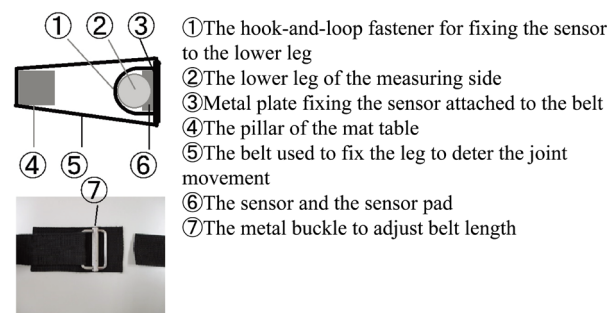 ① ② ③
①The hook-and-loop fastener for fixing the sensor
to the lower leg
②The lower leg of the measuring side
③Metal plate fixing the sensor attached to the belt
④The pillar of the mat table
⑤The belt used to fix the leg to deter the joint
movement
⑥The sensor and the sensor pad
⑦The metal buckle to adjust belt length
④ ⑤ ⑥
⑦